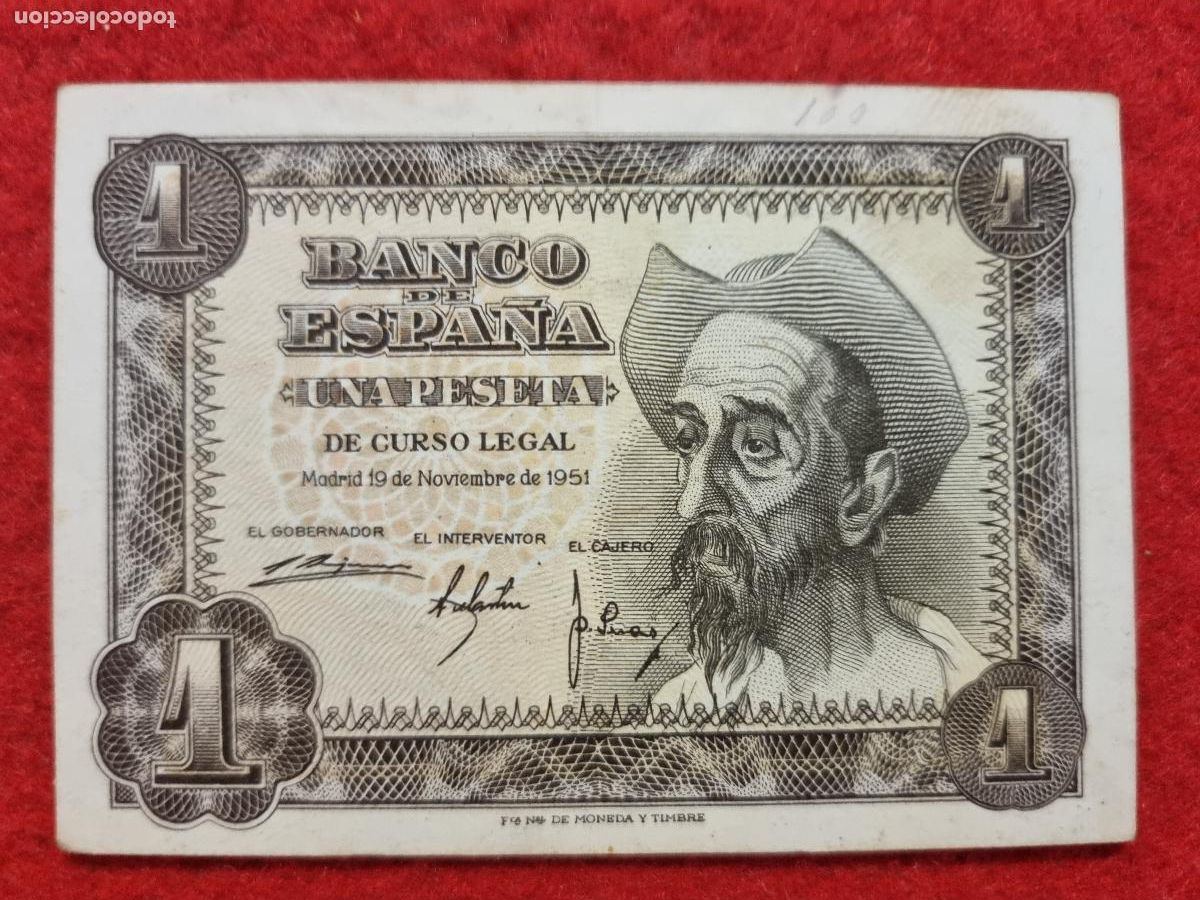 todocoleccion
100
1 1
BANCO
DE
ESPAÑA
UNA PESETA
DE CURSO LEGAL
Madrid 19 de Noviembre de 1951
EL GOBERNADOR EL INTERVENTOR EL CAJERO
1 1
Fca Nal DE MONEDA Y TIMBRE